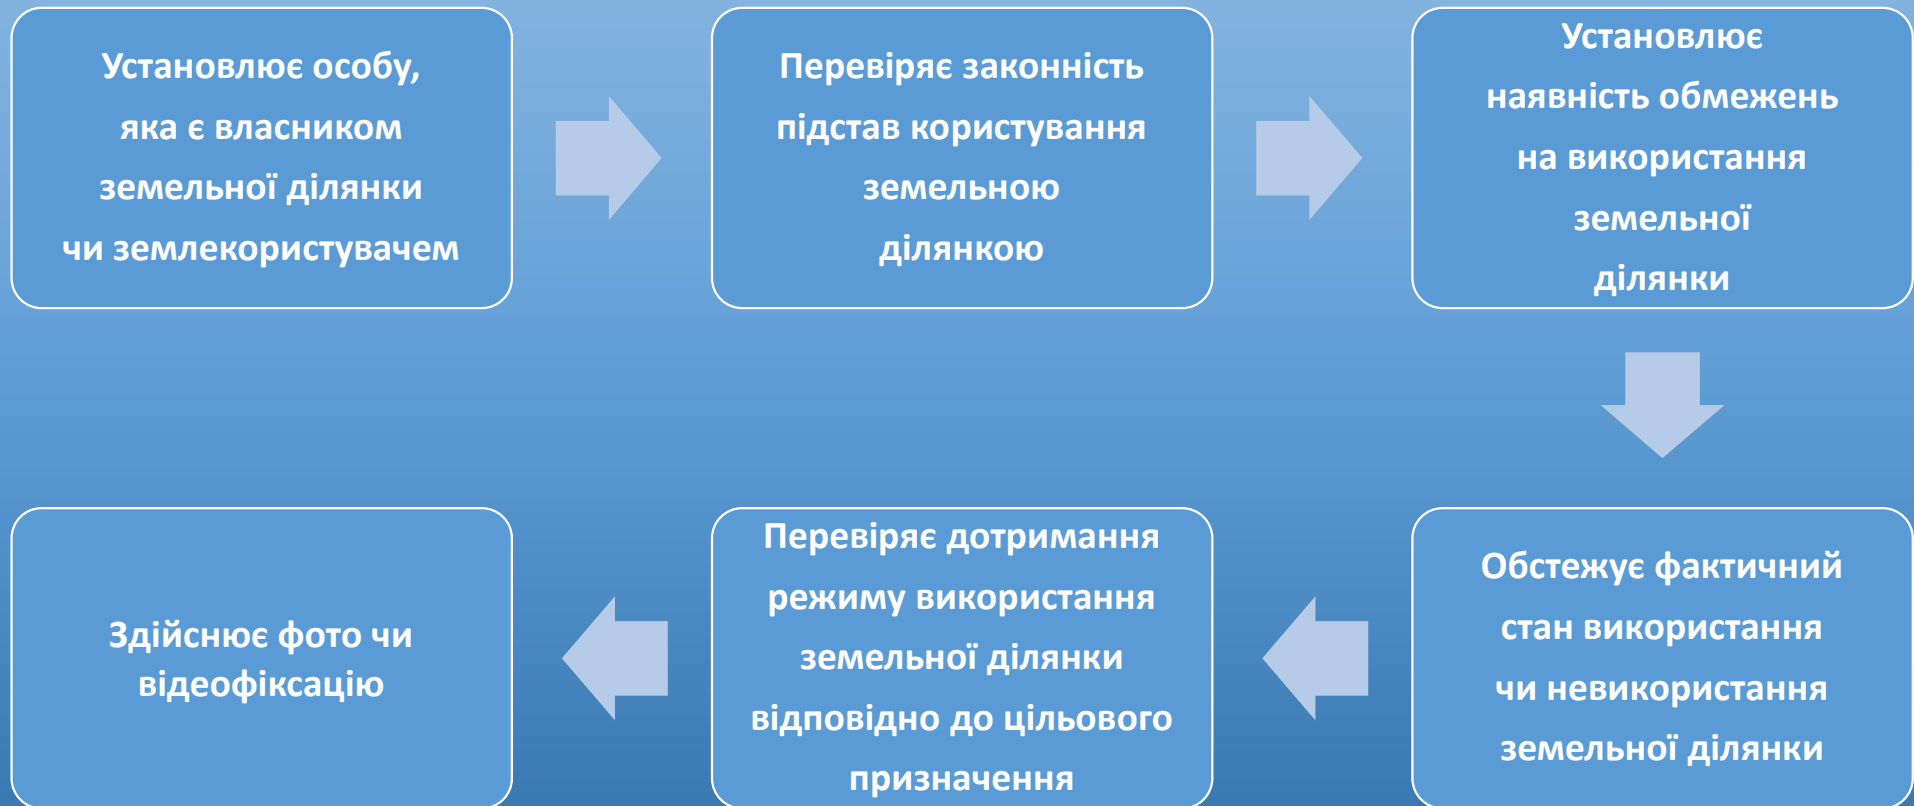 Установлює особу,
яка є власником
земельної ділянки
чи землекористувачем
Перевіряє законність
підстав користування
земельною
ділянкою
Установлює
наявність обмежень
на використання
земельної
ділянки
Обстежує фактичний
стан використання
чи невикористання
земельної ділянки
Перевіряє дотримання
режиму використання
земельної ділянки
відповідно до цільового
призначення
Здійснює фото чи
відеофіксацію